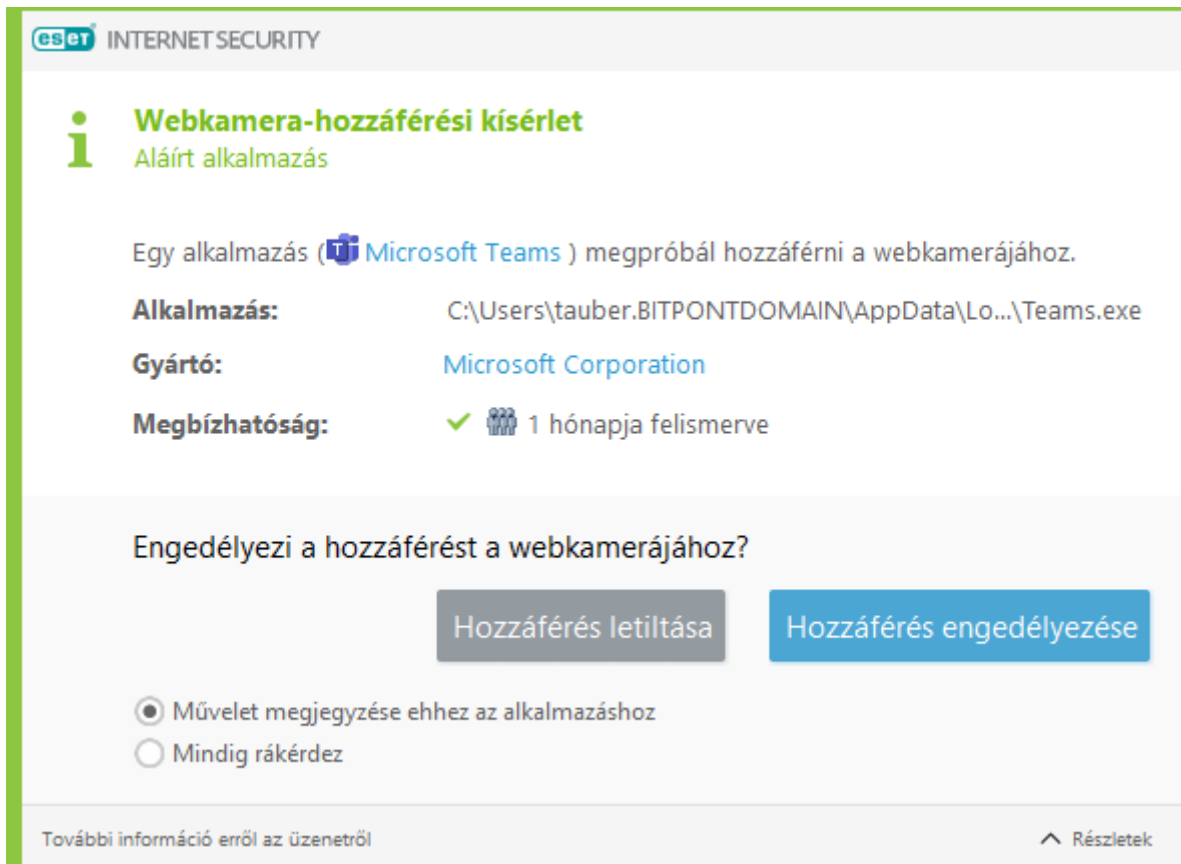 eset INTERNET SECURITY
Webkamera-hozzáférési kísérlet
Aláírt alkalmazás
Egy alkalmazás ( Microsoft Teams ) megpróbál hozzáférni a webkamerájához.
Alkalmazás: C:\Users\tauber.BITPONTDOMAIN\AppData\Lo...\Teams.exe
Gyártó: Microsoft Corporation
Megbízhatóság: 1 hónapja felismerve
Engedélyezi a hozzáférést a webkamerájához?
Hozzáférés letiltása Hozzáférés engedélyezése
Művelet megjegyzése ehhez az alkalmazáshoz
Mindig rákérdez
További információ erről az üzenetről Részletek